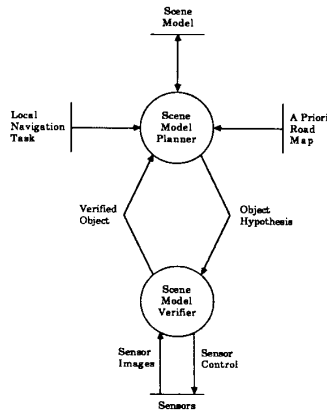 Scene
Model
Local
Navigation
Task
Scene
Model
Planner
A Priori
Road
Map
Verified
Object
Object
Hypothesis
Scene
Model
Verifier
Sensor
Images
Sensor
Control
Sensors